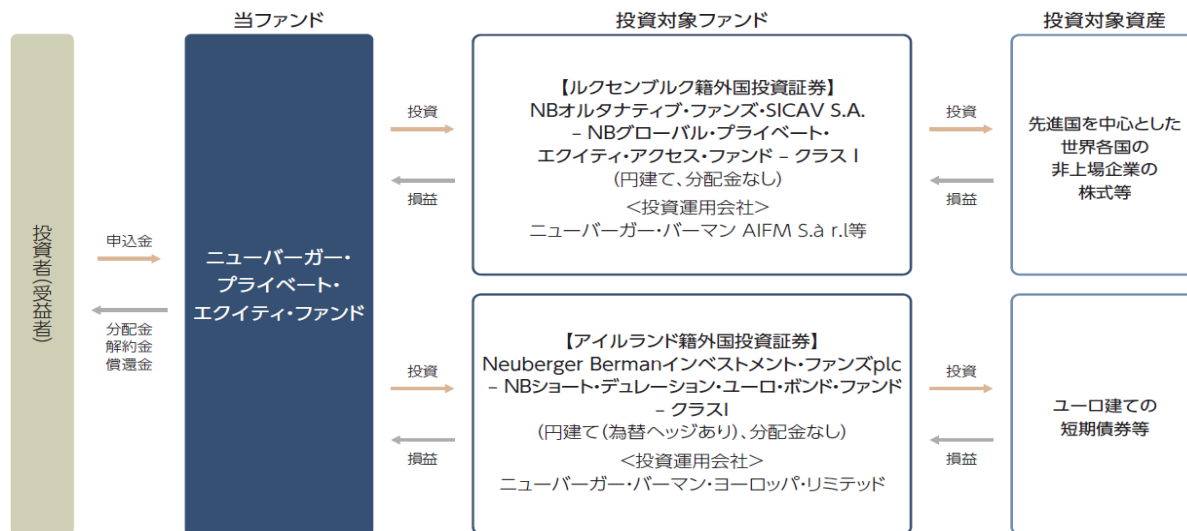 当ファンド
投資対象ファンド
投資対象資産
投資者(受益者)
申込金
分配金
解約金
償還金
ニューバーガー・
プライベート・
エクイティ・ファンド
投資
損益
【ルクセンブルク籍外国投資証券】
NBオルタナティブ・ファンズ・SICAV S.A.
– NBグローバル・プライベート・
エクイティ・アクセス・ファンド – クラス I
(円建て、分配金なし)
<投資運用会社>
ニューバーガー・バーマン AIFM S.à r.l等
投資
損益
先進国を中心とした
世界各国の
非上場企業の
株式等
投資
損益
【アイルランド籍外国投資証券】
Neuberger Bermanインベストメント・ファンズplc
– NBショート・デュレーション・ユーロ・ボンド・ファンド
– クラスI
(円建て(為替ヘッジあり)、分配金なし)
<投資運用会社>
ニューバーガー・バーマン・ヨーロッパ・リミテッド
投資
損益
ユーロ建ての
短期債券等